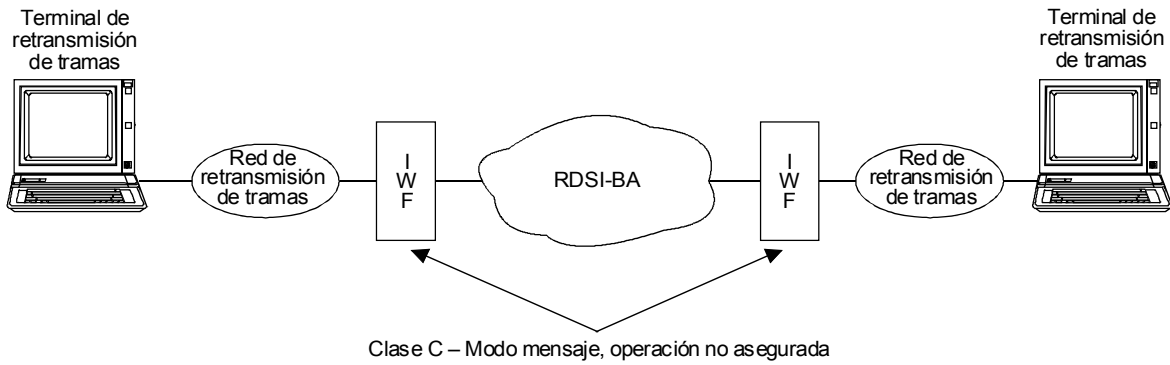 Terminal de
retransmisión
de tramas
Terminal de
retransmisión
de tramas
Red de
retransmisión
de tramas
I
W
F
RDSI-BA
I
W
F
Red de
retransmisión
de tramas
Clase C – Modo mensaje, operación no asegurada